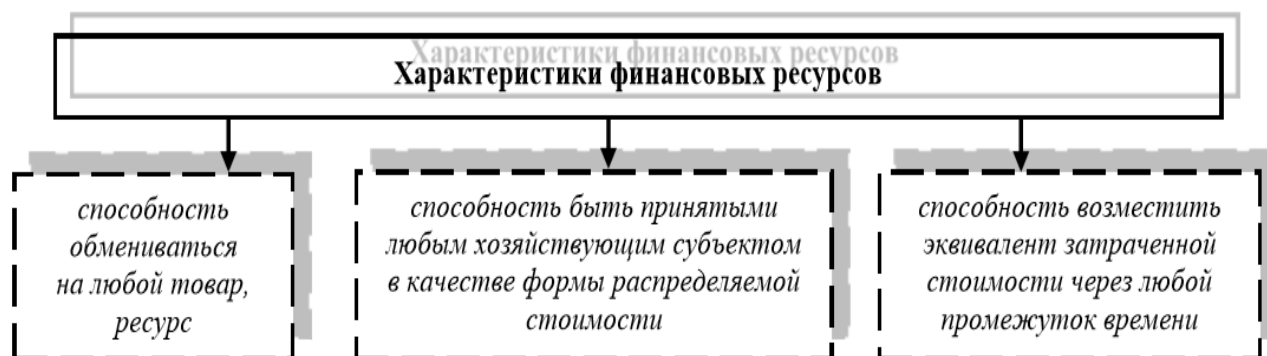 Характеристики финансовых ресурсов
Характеристики финансовых ресурсов
способность
обмениваться
на любой товар,
ресурс
способность быть принятыми
любым хозяйствующим субъектом
в качестве формы распределяемой
стоимости
способность возместить
эквивалент затраченной
стоимости через любой
промежуток времени